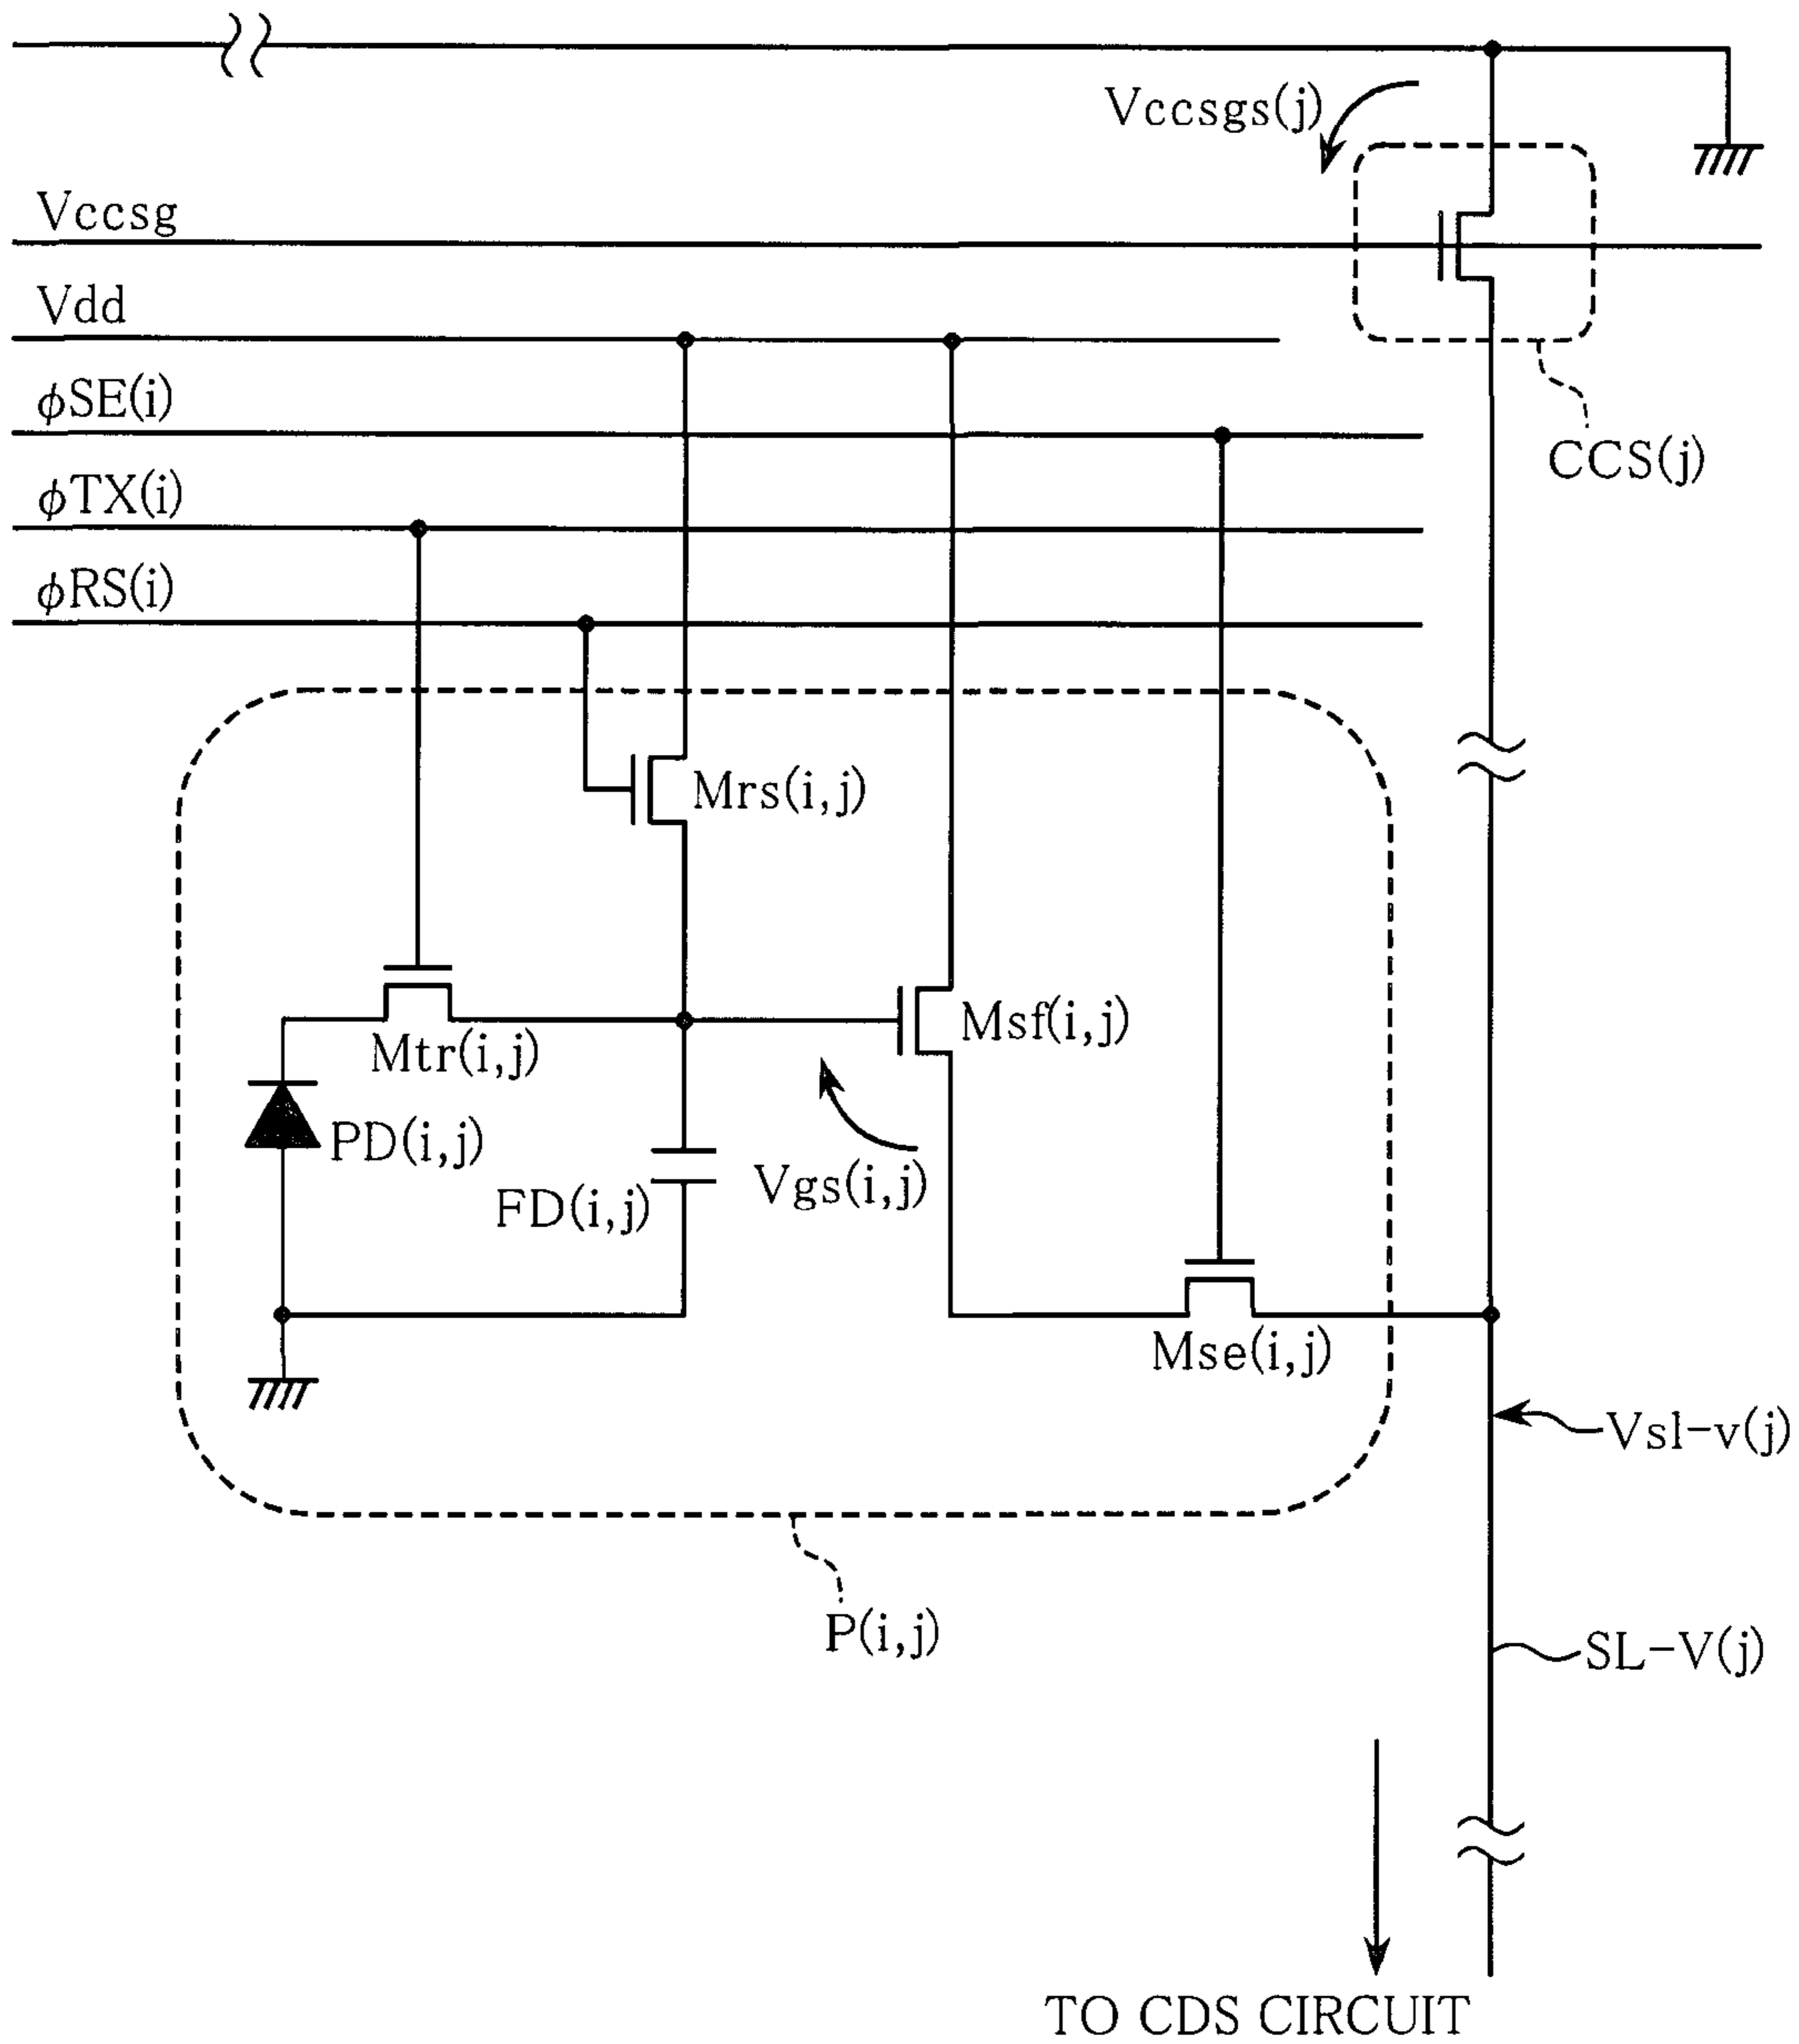 Vccsgs(j)
Vccsg
Vdd
φSE(i)
CCS(j)
φTX(i)
φRS(i)
Mrs(i,j)
Msf(i,j)
Mtr(i,j)
PD(i,j)
Vgs(i,j)
FD(i,j)
Mse(i,j)
Vsl-v(j)
P(i,j)
SL-V(j)
TO CDS CIRCUIT